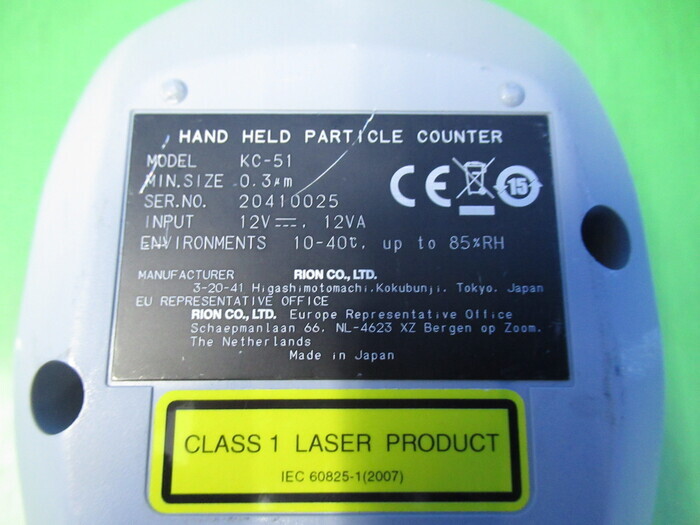 HAND HELD PARTICLE COUNTER
MODEL KC-51
MIN.SIZE 0.3μm
SER.NO. 20410025
INPUT 12V⎓, 12VA
ENVIRONMENTS 10-40℃, up to 85%RH
CE
15
MANUFACTURER RION CO., LTD.
3-20-41 Higashimotomachi.Kokubunji. Tokyo. Japan
EU REPRESENTATIVE OFFICE
RION CO., LTD. Europe Representative Office
Schaepmanlaan 66, NL-4623 XZ Bergen op Zoom.
The Netherlands
Made in Japan
CLASS 1 LASER PRODUCT
IEC 60825-1(2007)